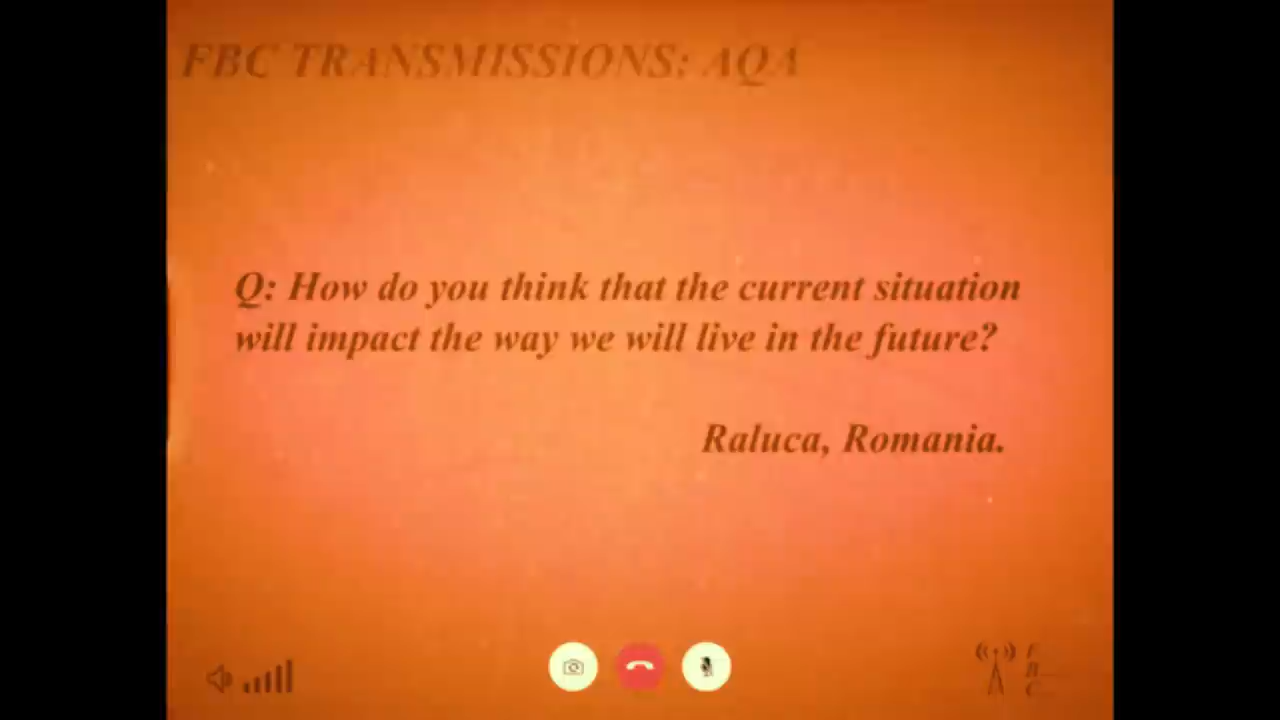 FBC TRANSMISSIONS: AQA
Q: How do you think that the current situation
will impact the way we will live in the future?
Raluca, Romania.
F
B
C